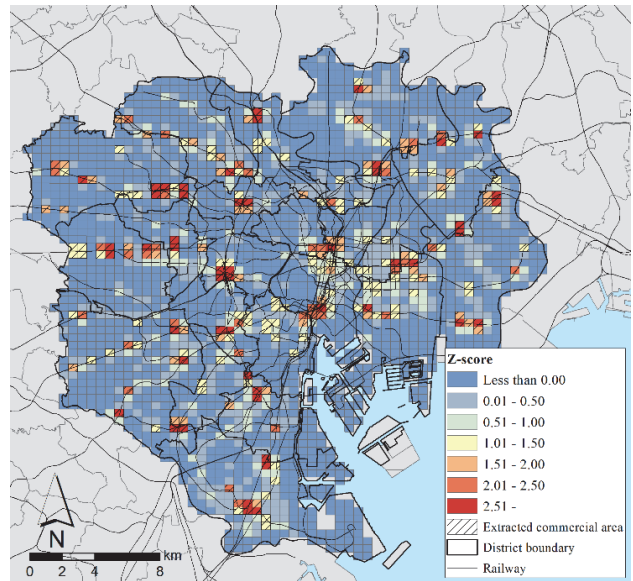 Z-score
Less than 0.00
0.01 - 0.50
0.51 - 1.00
1.01 - 1.50
1.51 - 2.00
2.01 - 2.50
2.51 -
Extracted commercial area
District boundary
Railway
N
km
0 2 4 8